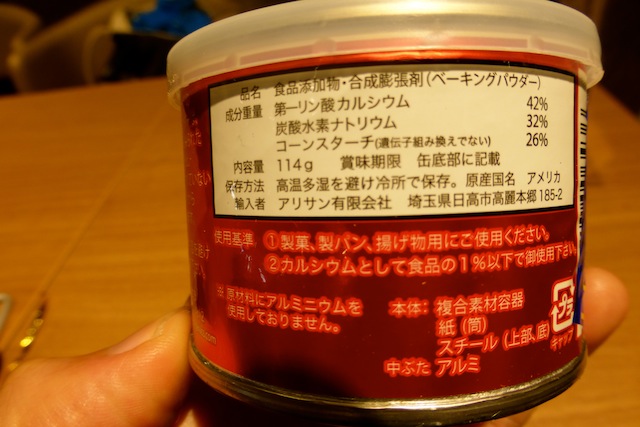 品名 食品添加物・合成膨張剤(ベーキングパウダー)
成分重量 第一リン酸カルシウム 42%
炭酸水素ナトリウム 32%
コーンスターチ(遺伝子組み換えでない) 26%
内容量 114g 賞味期限 缶底部に記載
保存方法 高温多湿を避け冷所で保存。 原産国名 アメリカ
輸入者 アリサン有限会社 埼玉県日高市高麗本郷185-2
使用基準 ①製菓、製パン、揚げ物用にご使用ください。
②カルシウムとして食品の1%以下で御使用下さい
※原材料にアルミニウムを
使用しておりません。
本体: 複合素材容器
紙(筒)
スチール(上部、底)
中ぶた アルミ
プラ
キャップ